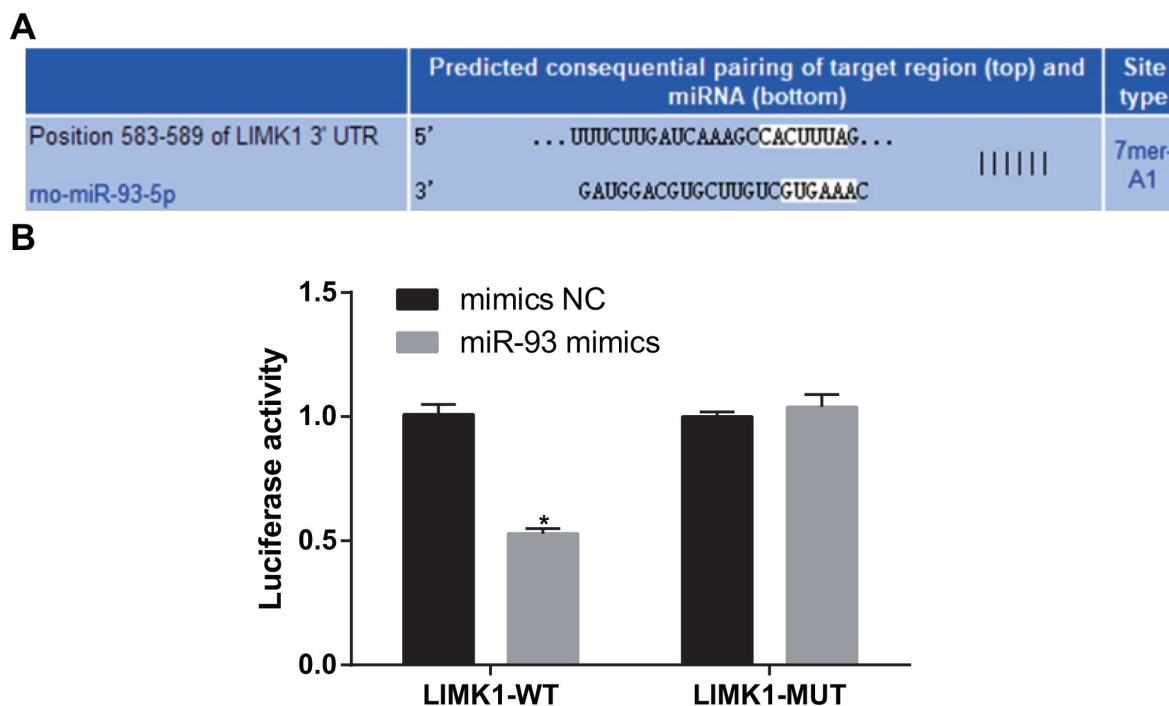 A
Predicted consequential pairing of target region (top) and
miRNA (bottom)
Site
type
Position 583-589 of LIMK1 3' UTR
5'
...UUUCUUGAUCAAAGCCACUUUAG...
7mer-
A1
rno-miR-93-5p
3'
GAUGGACGUGCUUGUCGUGAAAC
B
1.5
mimics NC
miR-93 mimics
1.0
0.5
*
0.0
Luciferase activity
LIMK1-WT
LIMK1-MUT